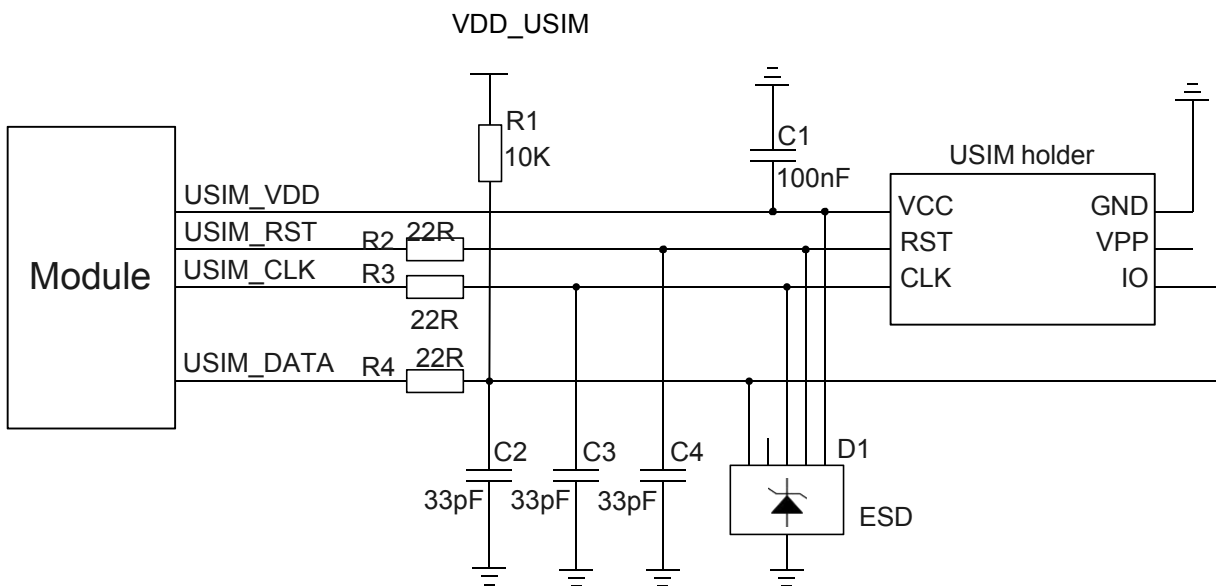 VDD_USIM
R1
10K
C1
100nF
USIM holder
USIM_VDD
VCC
GND
USIM_RST
R2
22R
RST
VPP
Module
USIM_CLK
R3
CLK
IO
22R
USIM_DATA
R4
22R
C2
C3
C4
D1
33pF
33pF
33pF
ESD